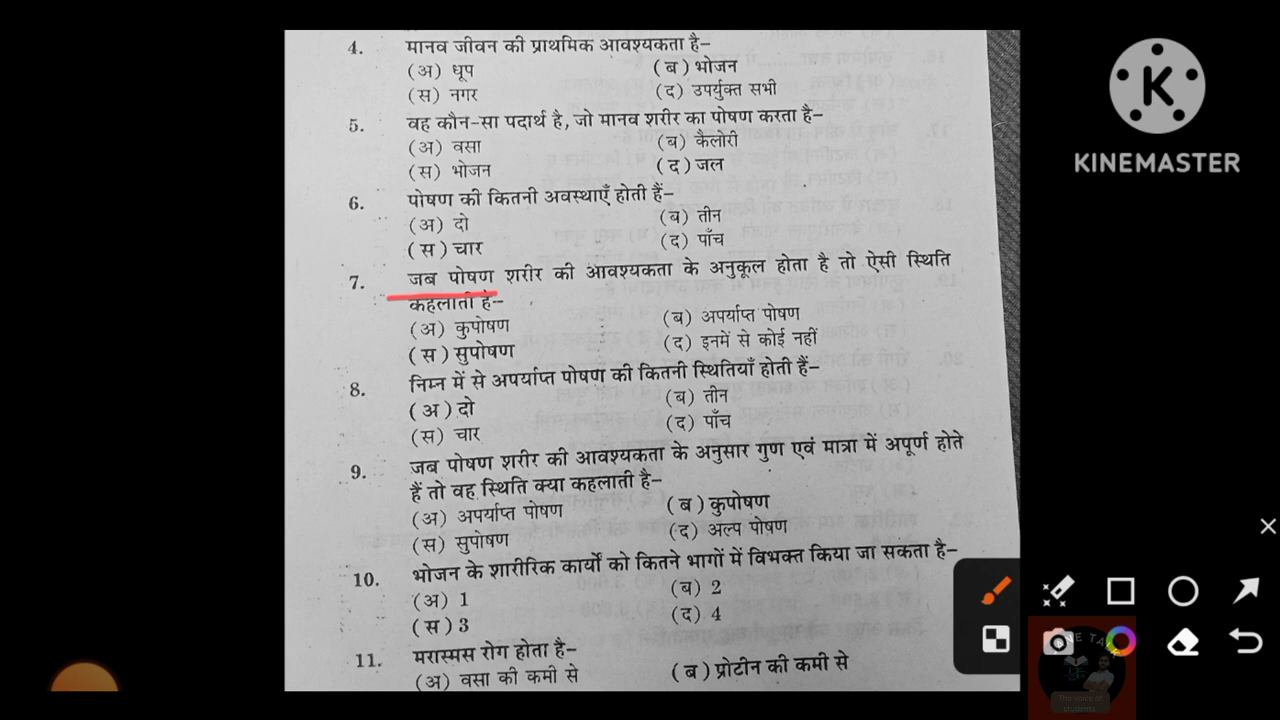 4. मानव जीवन की प्राथमिक आवश्यकता है–
(अ) धूप (ब) भोजन
(स) नगर (द) उपर्युक्त सभी
5. वह कौन-सा पदार्थ है, जो मानव शरीर का पोषण करता है–
(अ) वसा (ब) कैलोरी
(स) भोजन (द) जल
6. पोषण की कितनी अवस्थाएँ होती हैं–
(अ) दो (ब) तीन
(स) चार (द) पाँच
7. जब पोषण शरीर की आवश्यकता के अनुकूल होता है तो ऐसी स्थिति
कहलाती है–
(अ) कुपोषण (ब) अपर्याप्त पोषण
(स) सुपोषण (द) इनमें से कोई नहीं
8. निम्न में से अपर्याप्त पोषण की कितनी स्थितियाँ होती हैं–
(अ) दो (ब) तीन
(स) चार (द) पाँच
9. जब पोषण शरीर की आवश्यकता के अनुसार गुण एवं मात्रा में अपूर्ण होते
हैं तो वह स्थिति क्या कहलाती है–
(अ) अपर्याप्त पोषण (ब) कुपोषण
(स) सुपोषण (द) अल्प पोषण
10. भोजन के शारीरिक कार्यों को कितने भागों में विभक्त किया जा सकता है–
(अ) 1 (ब) 2
(स) 3 (द) 4
11. मरास्मस रोग होता है–
(अ) वसा की कमी से (ब) प्रोटीन की कमी से
KINEMASTER
The voice of
students